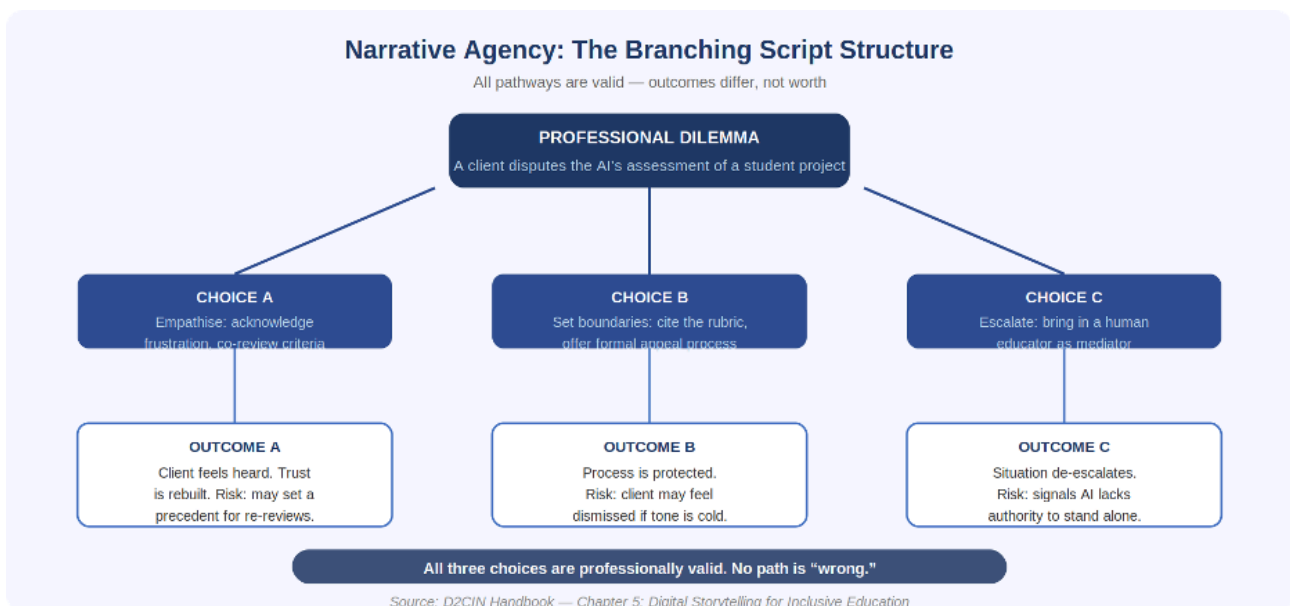 Narrative Agency: The Branching Script Structure
All pathways are valid — outcomes differ, not worth
PROFESSIONAL DILEMMA
A client disputes the AI's assessment of a student project
CHOICE A
Empathise: acknowledge
frustration, co-review criteria
CHOICE B
Set boundaries: cite the rubric,
offer formal appeal process
CHOICE C
Escalate: bring in a human
educator as mediator
OUTCOME A
Client feels heard. Trust
is rebuilt. Risk: may set a
precedent for re-reviews.
OUTCOME B
Process is protected.
Risk: client may feel
dismissed if tone is cold.
OUTCOME C
Situation de-escalates.
Risk: signals AI lacks
authority to stand alone.
All three choices are professionally valid. No path is “wrong.”
Source: D2CIN Handbook — Chapter 5: Digital Storytelling for Inclusive Education